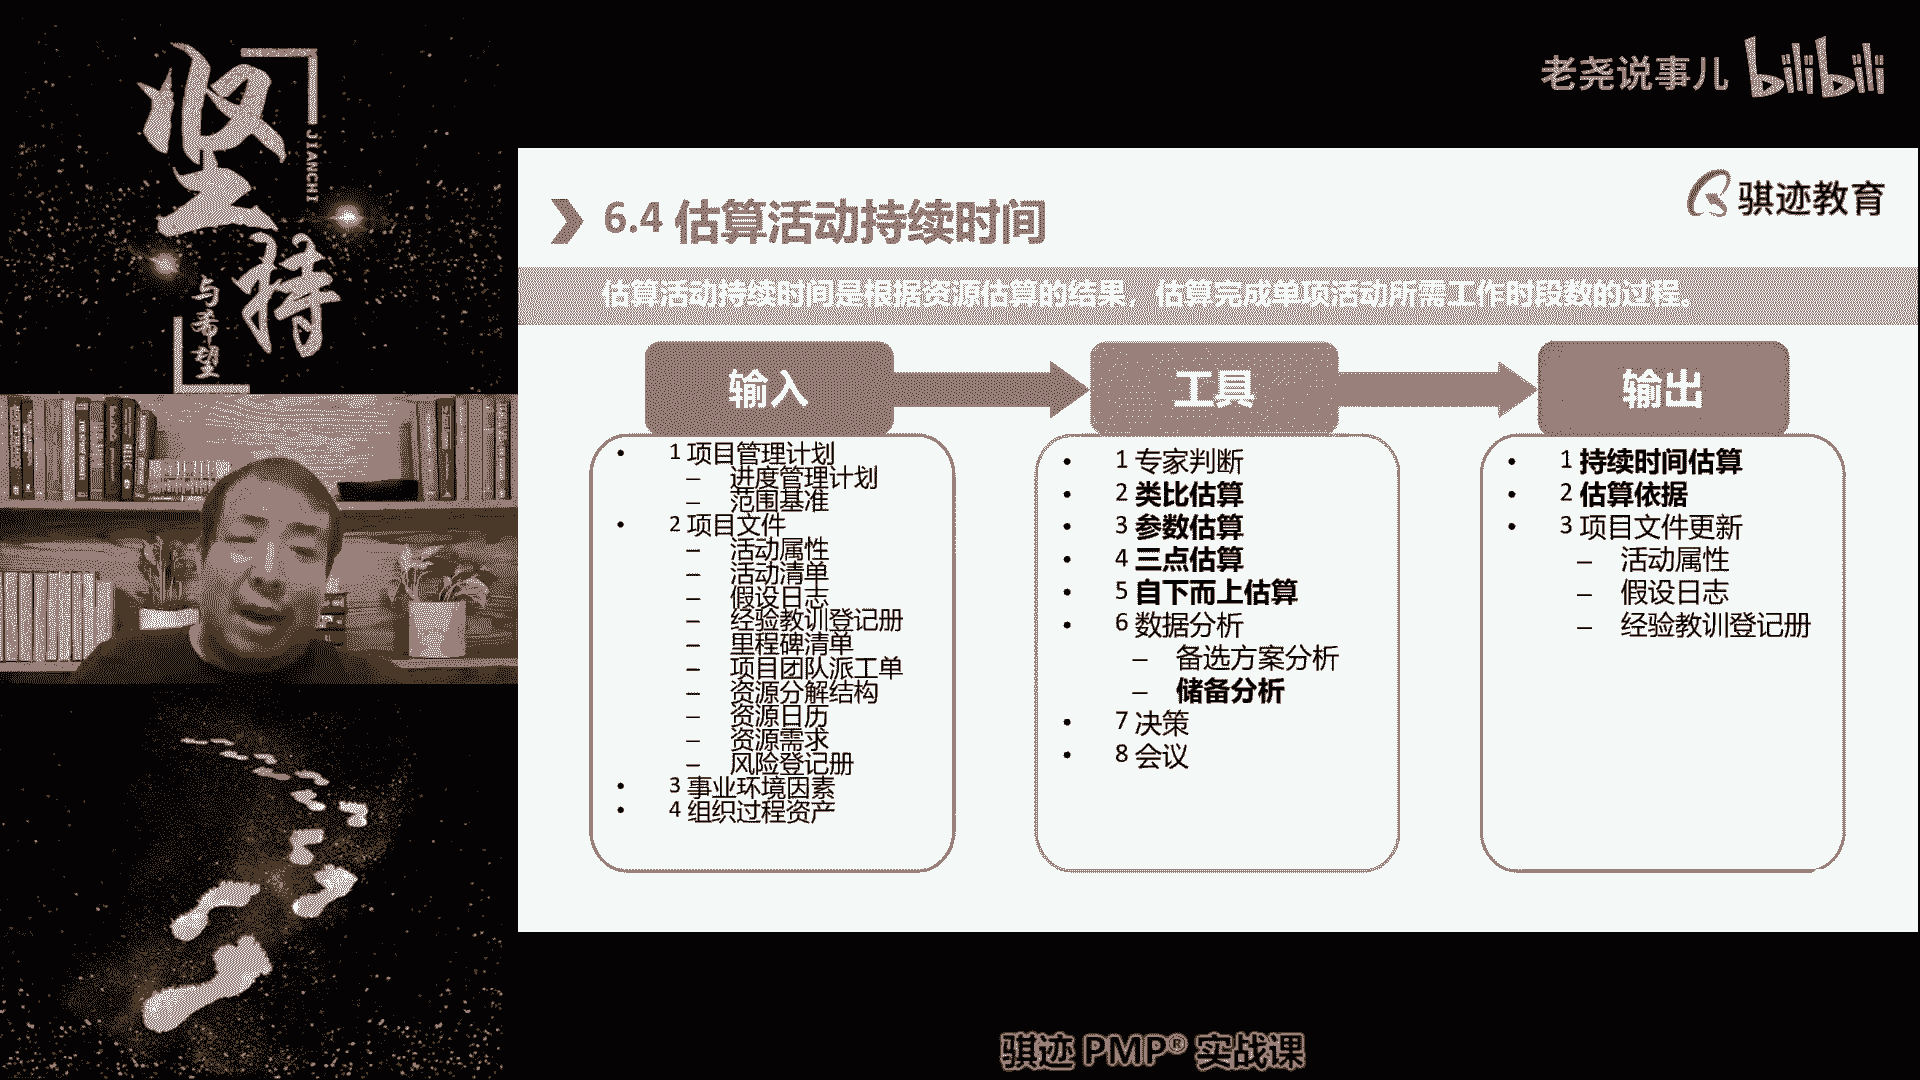 坚持
JIANCHI
与希望
老尧说事儿 bilibili
骐迹教育
6.4 估算活动持续时间
估算活动持续时间是根据资源估算的结果，估算完成单项活动所需工作时段数的过程。
输入
• 1 项目管理计划
– 进度管理计划
– 范围基准
• 2 项目文件
– 活动属性
– 活动清单
– 假设日志
– 经验教训登记册
– 里程碑清单
– 项目团队派工单
– 资源分解结构
– 资源日历
– 资源需求
– 风险登记册
• 3 事业环境因素
• 4 组织过程资产
工具
• 1 专家判断
• 2 类比估算
• 3 参数估算
• 4 三点估算
• 5 自下而上估算
• 6 数据分析
– 备选方案分析
– 储备分析
• 7 决策
• 8 会议
输出
• 1 持续时间估算
• 2 估算依据
• 3 项目文件更新
– 活动属性
– 假设日志
– 经验教训登记册
骐迹 PMP® 实战课